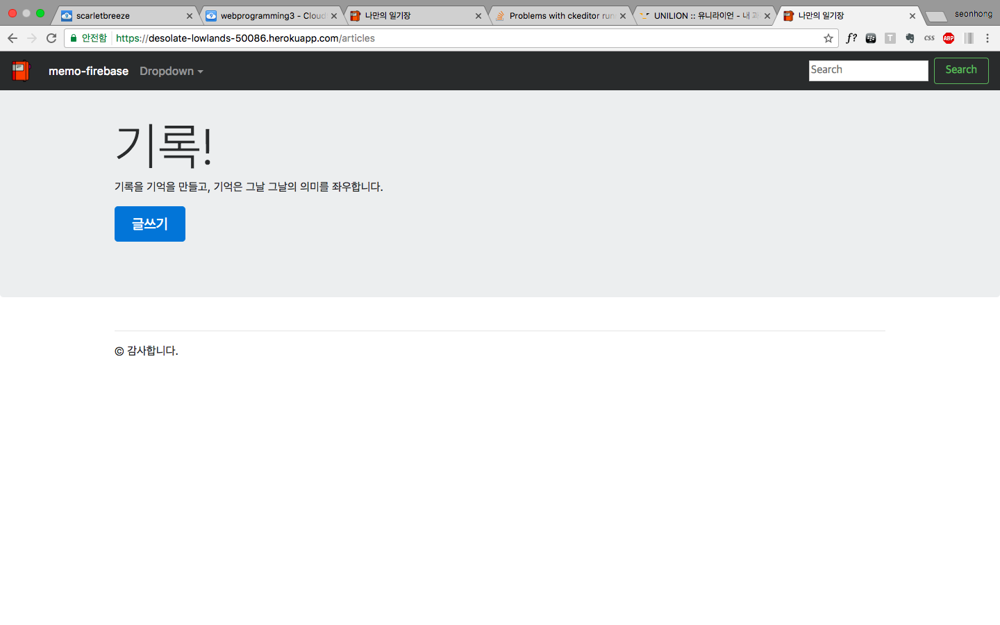 scarletbreeze
webprogramming3 - Cloud
나만의 일기장
Problems with ckeditor run
UNILION :: 유니라이언 - 내
나만의 일기장
seonhong
안전함
https://desolate-lowlands-50086.herokuapp.com/articles
f?
T
CSS
ABP
memo-firebase
Dropdown
Search
Search
기록!
기록을 기억을 만들고, 기억은 그날 그날의 의미를 좌우합니다.
글쓰기
© 감사합니다.